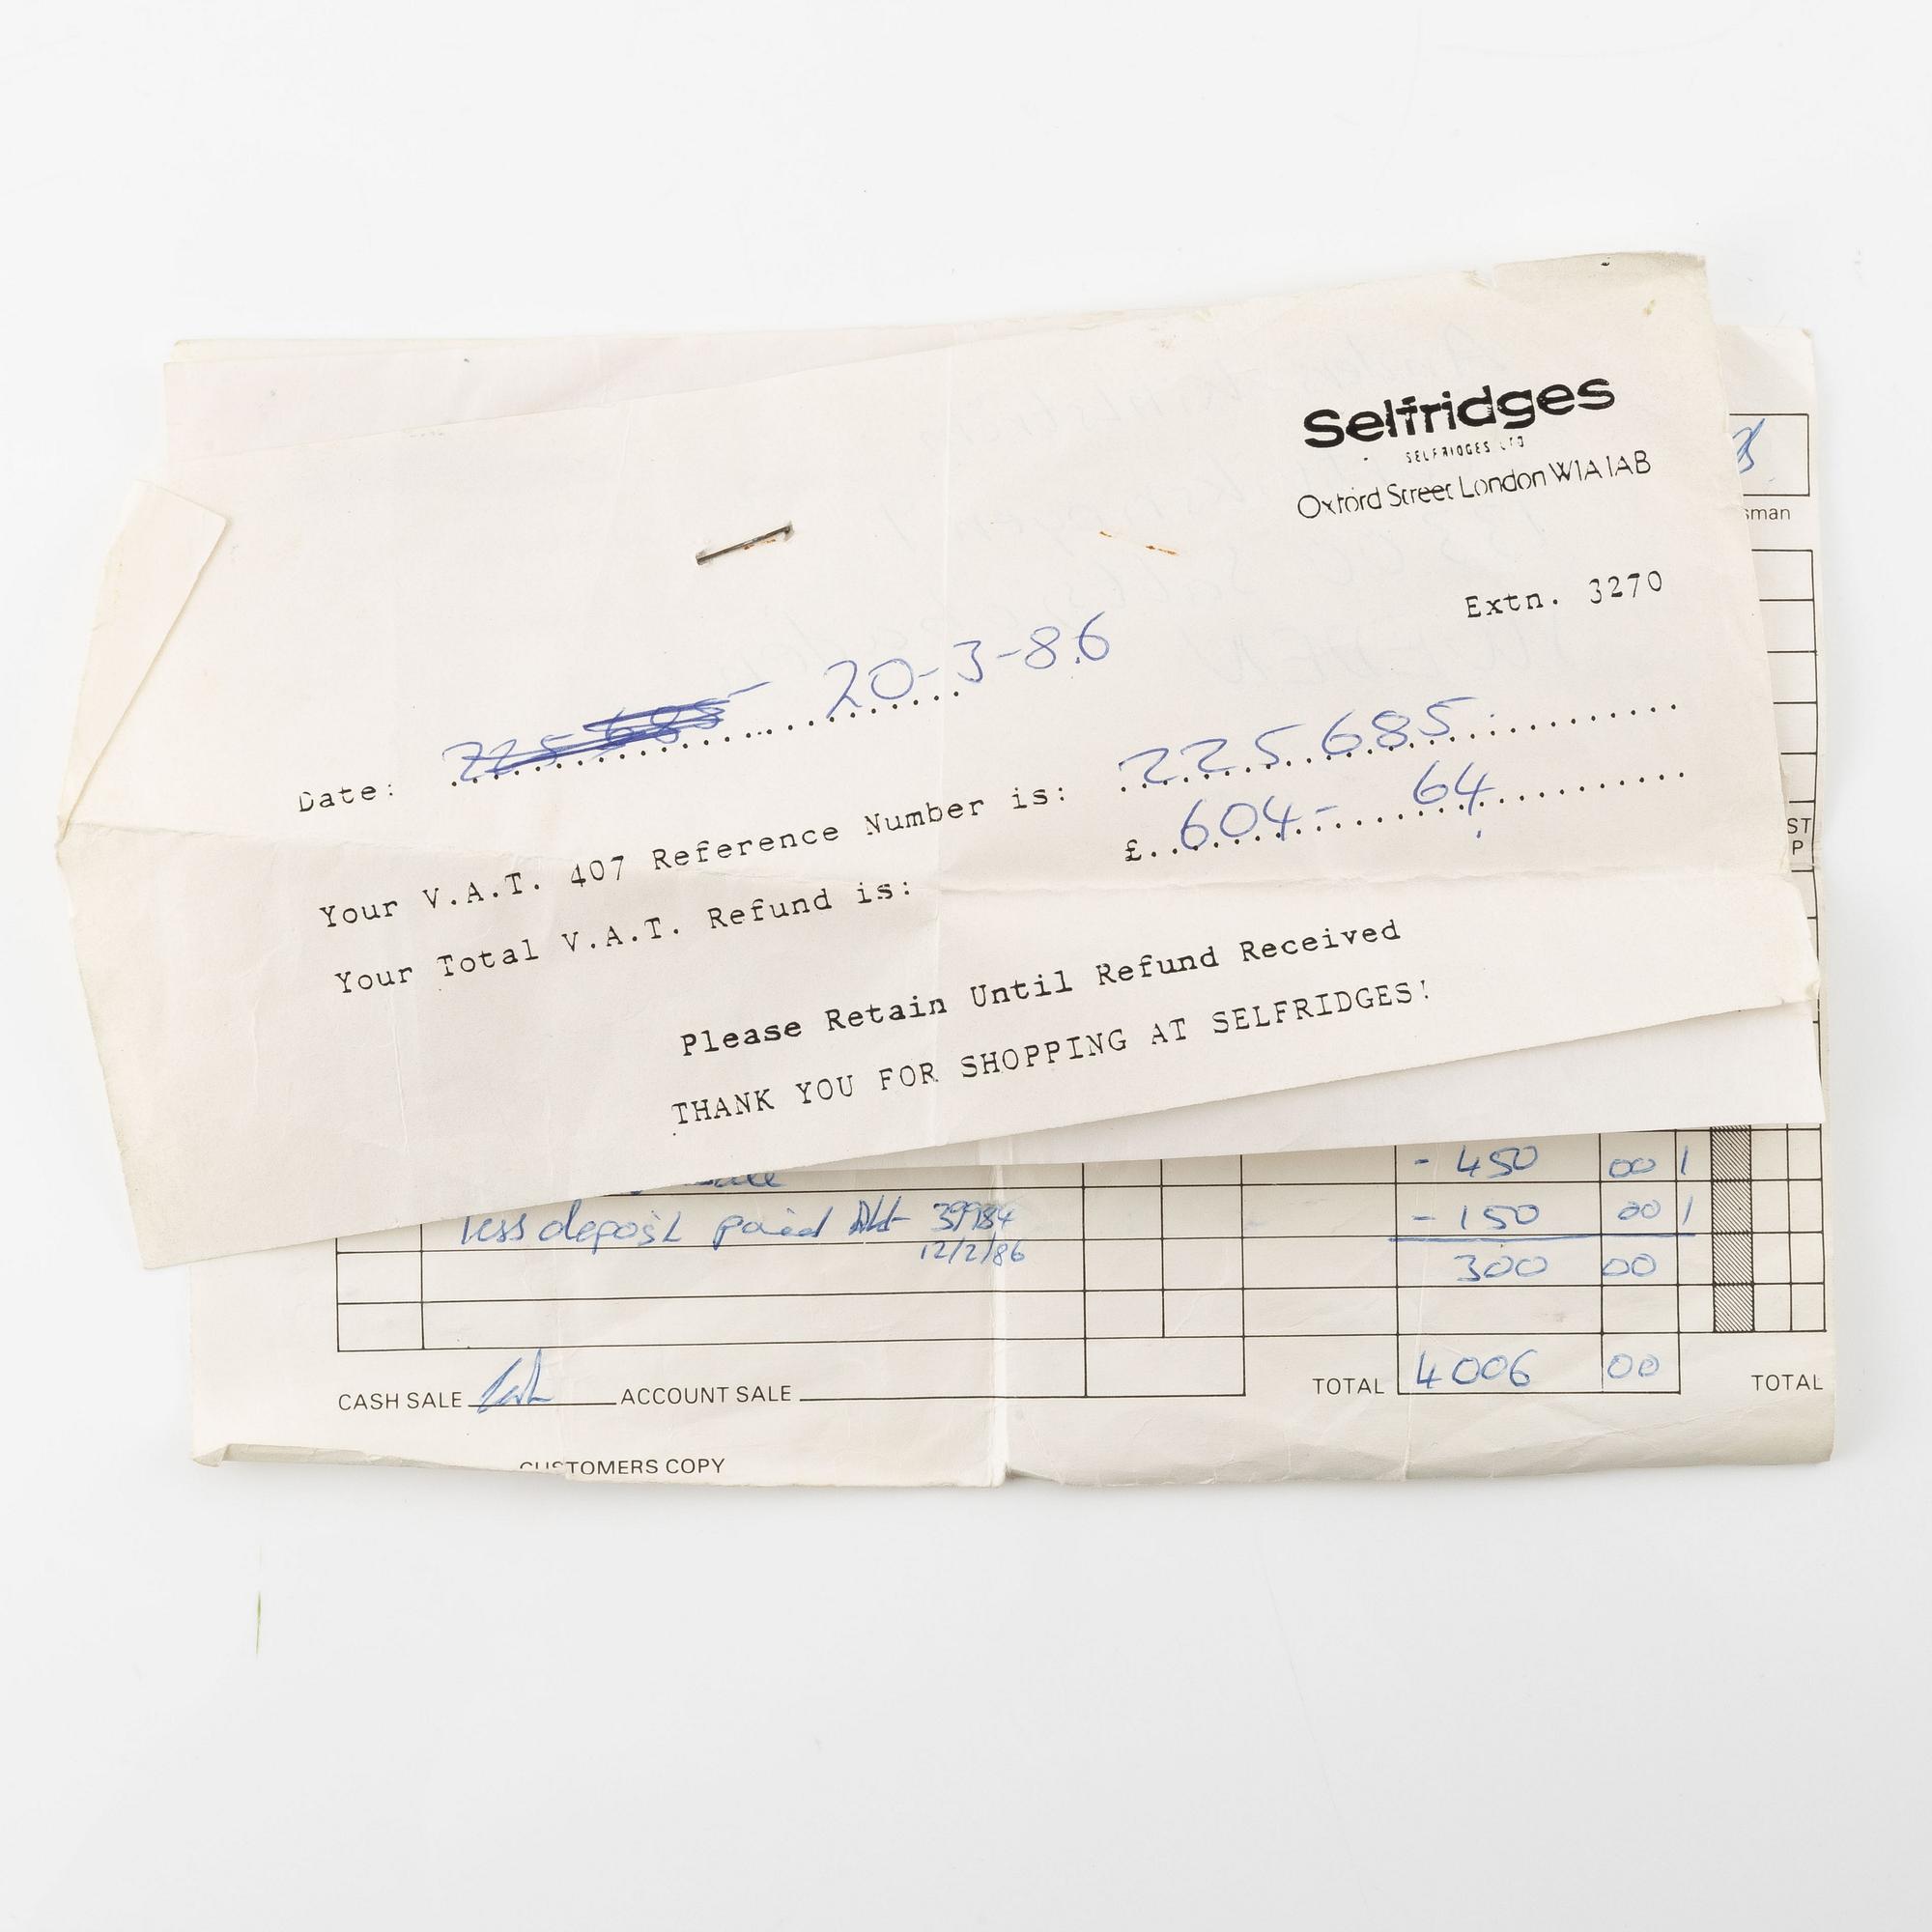 Selfridges
SELFRIDGES LTD
Oxford Street London W1A 1AB
sman
Extn. 3270
Date: 225685- 20-3-86
Your V.A.T. 407 Reference Number is: 225685
Your Total V.A.T. Refund is: £ 604- 64
ST
P
Please Retain Until Refund Received
THANK YOU FOR SHOPPING AT SELFRIDGES!
- 450 00 1
less deposit paid 39984 - 150 00 1
12/2/86
300 00
CASH SALE ACCOUNT SALE TOTAL 4006 00 TOTAL
CUSTOMERS COPY